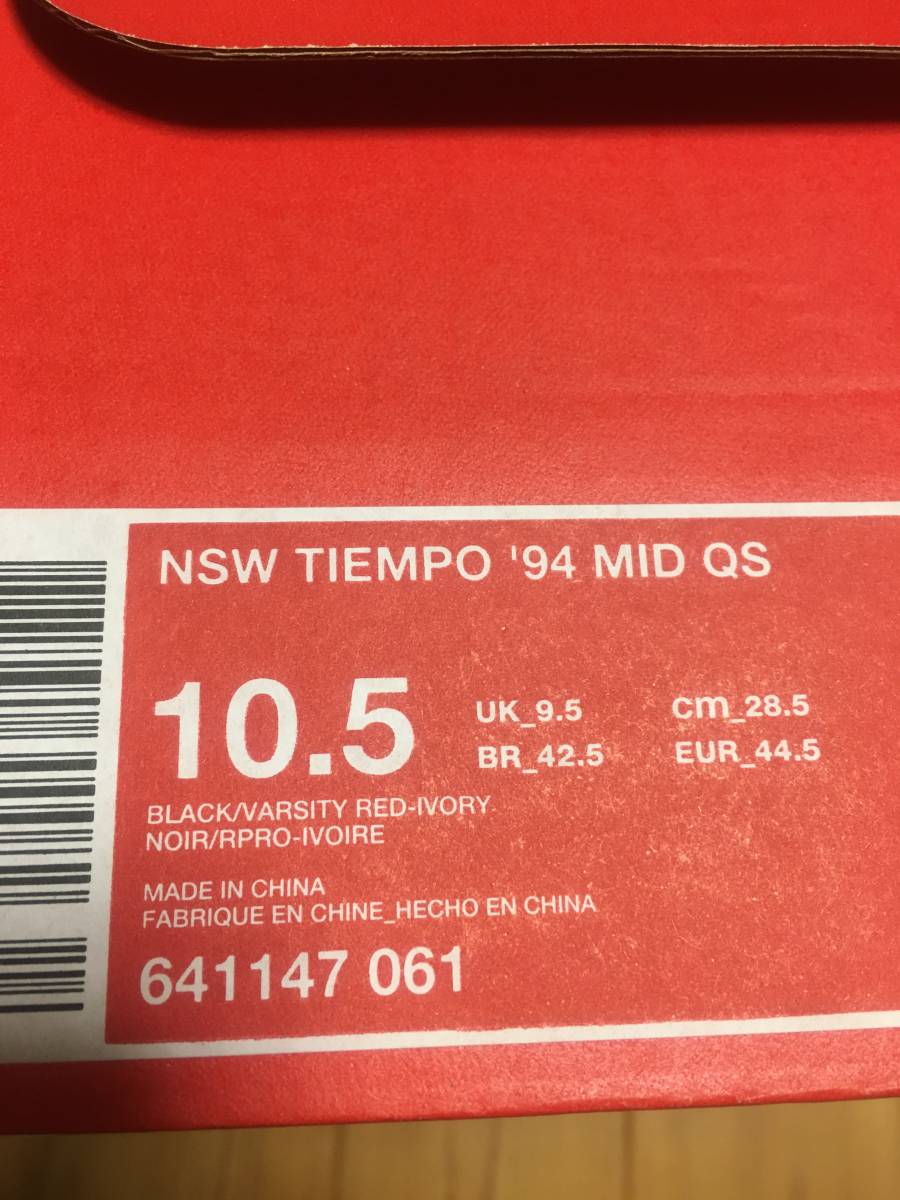 NSW TIEMPO '94 MID QS
10.5
UK_9.5 cm_28.5
BR_42.5 EUR_44.5
BLACK/VARSITY RED-IVORY
NOIR/RPRO-IVOIRE
MADE IN CHINA
FABRIQUE EN CHINE_HECHO EN CHINA
641147 061